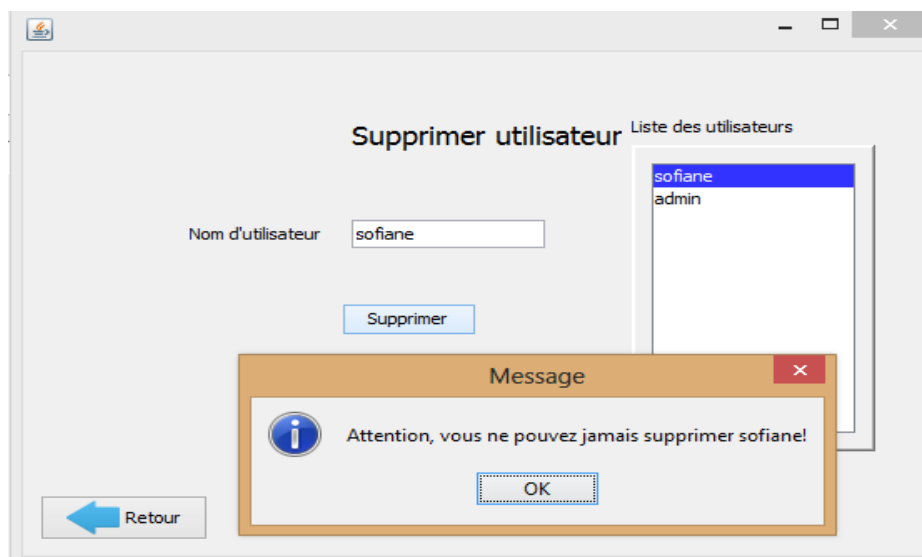 Supprimer utilisateur
Liste des utilisateurs
sofiane
admin
Nom d'utilisateur
sofiane
Supprimer
Message
Attention, vous ne pouvez jamais supprimer sofiane!
OK
Retour